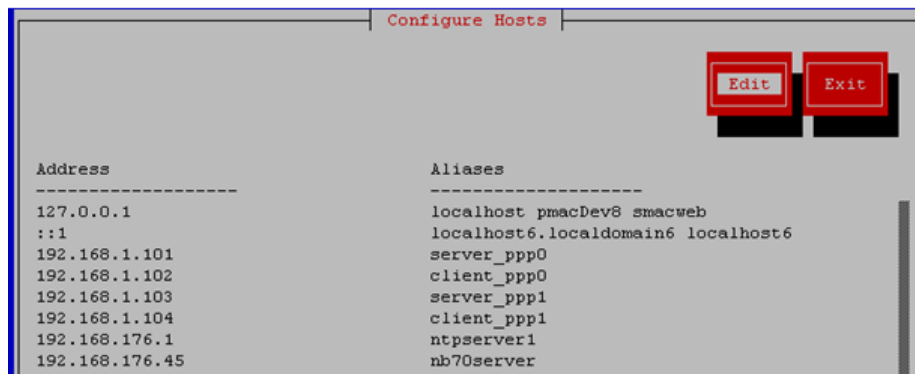 Configure Hosts
Edit Exit
Address Aliases
------------------- --------------------
127.0.0.1 localhost pmacDev8 smacweb
::1 localhost6.localdomain6 localhost6
192.168.1.101 server_ppp0
192.168.1.102 client_ppp0
192.168.1.103 server_ppp1
192.168.1.104 client_ppp1
192.168.176.1 ntpserver1
192.168.176.45 nb70server